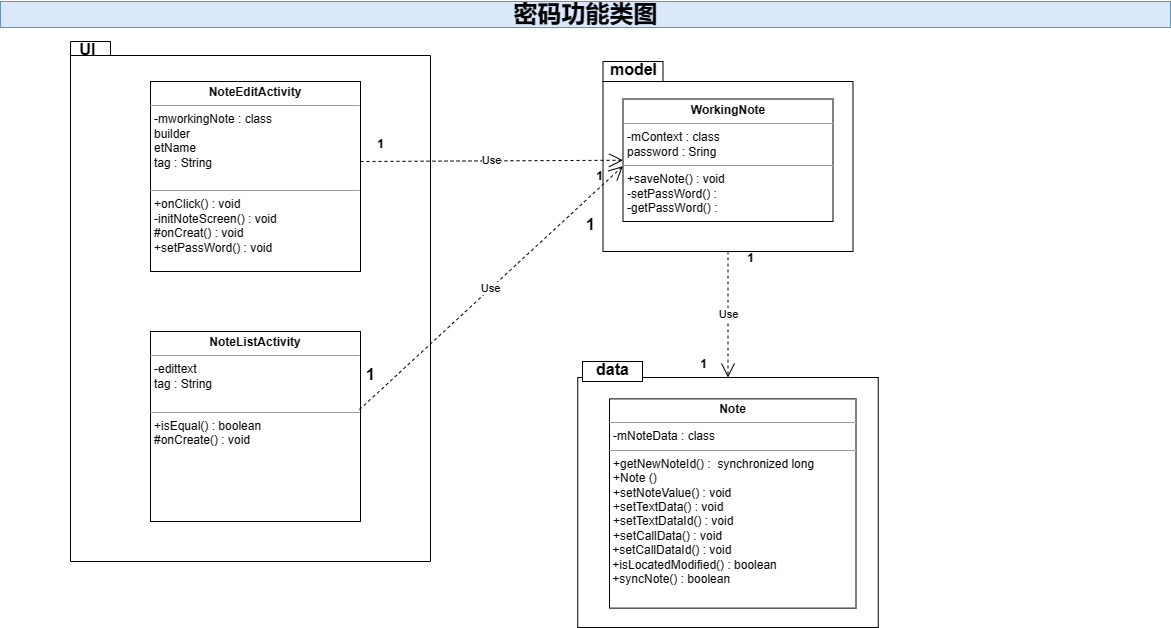 密码功能类图
UI
NoteEditActivity
-mworkingNote : class
builder
etName
tag : String
+onClick() : void
-initNoteScreen() : void
#onCreat() : void
+setPassWord() : void
1
Use
1
1
model
WorkingNote
-mContext : class
password : Sring
+saveNote() : void
-setPassWord() :
-getPassWord() :
NoteListActivity
-edittext
tag : String
+isEqual() : boolean
#onCreate() : void
1
Use
1
Use
1
data
Note
-mNoteData : class
+getNewNoteId() :  synchronized long
+Note ()
+setNoteValue() : void
+setTextData() : void
+setTextDataId() : void
+setCallData() : void
+setCallDataId() : void
+isLocatedModified() : boolean
+syncNote() : boolean